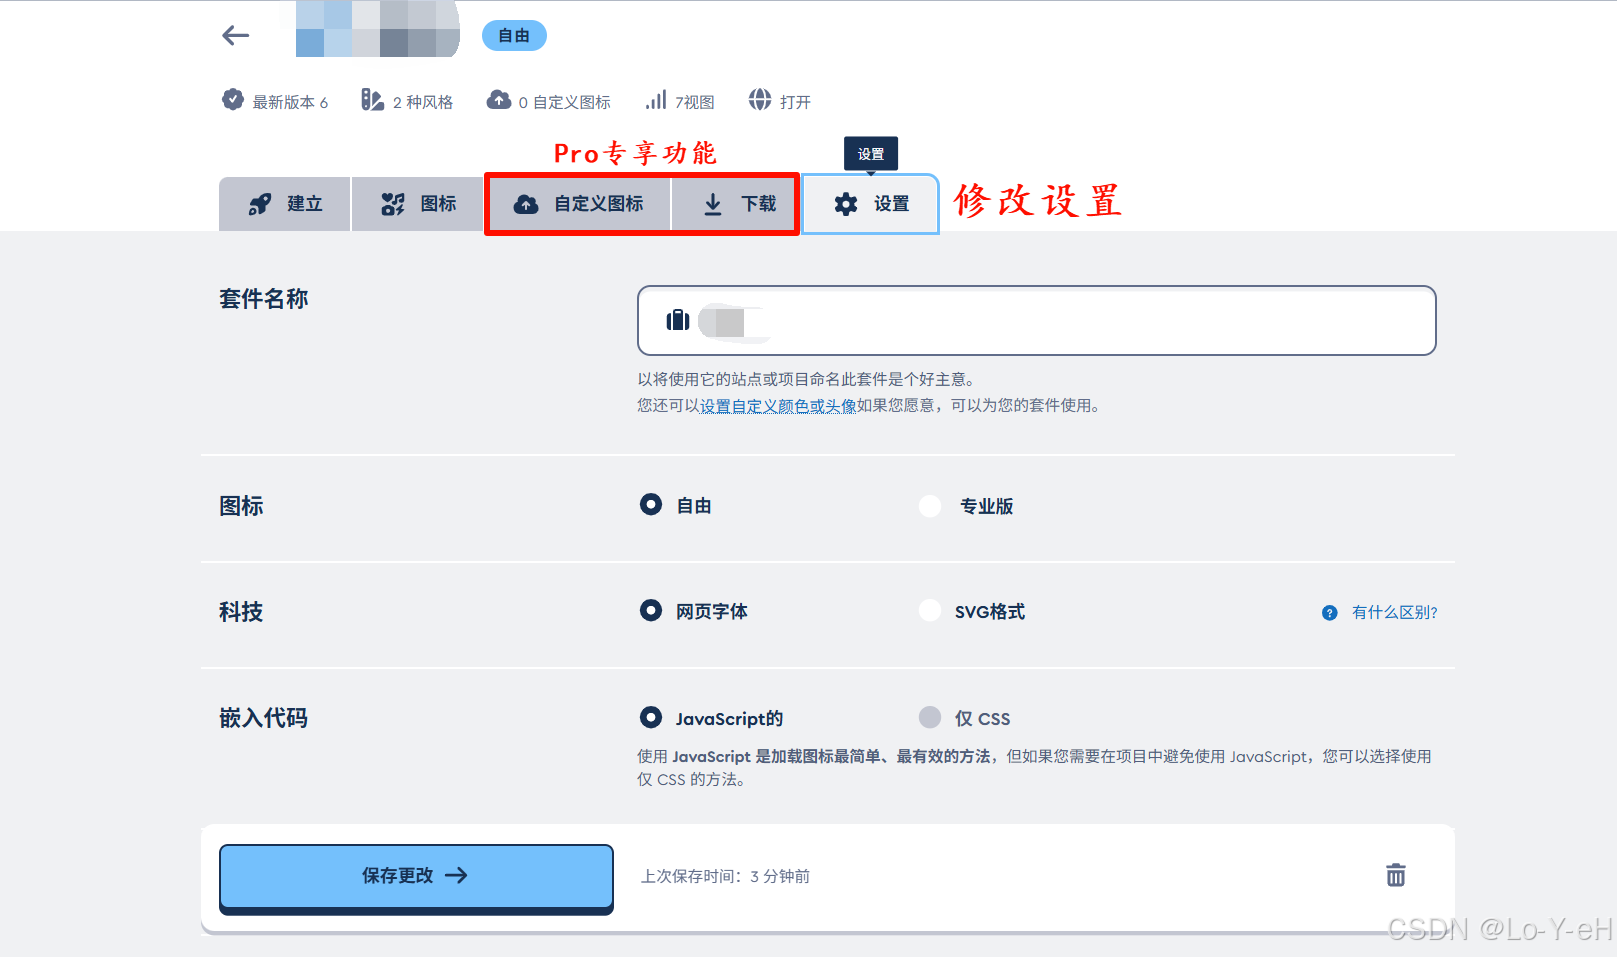 自由
最新版本 6
2 种风格
0 自定义图标
7视图
打开
Pro专享功能
设置
建立
图标
自定义图标
下载
设置
修改设置
套件名称
以将使用它的站点或项目命名此套件是个好主意。
您还可以设置自定义颜色或头像如果您愿意，可以为您的套件使用。
图标
自由
专业版
科技
网页字体
SVG格式
有什么区别?
嵌入代码
JavaScript的
仅 CSS
使用 JavaScript 是加载图标最简单、最有效的方法，但如果您需要在项目中避免使用 JavaScript，您可以选择使用
仅 CSS 的方法。
保存更改
上次保存时间：3 分钟前
CSDN @Lo-Y-eH